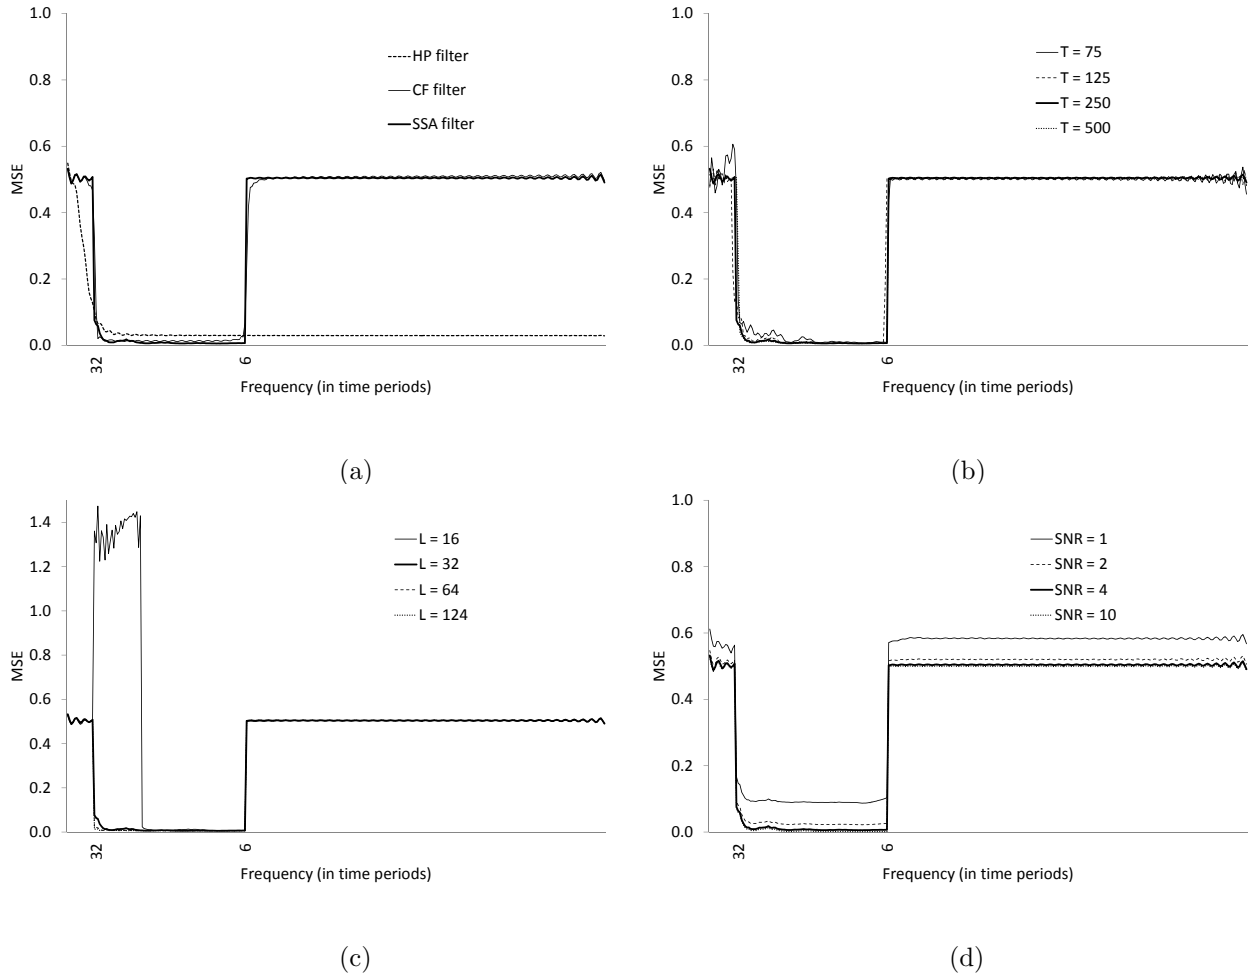 1.0
0.8
0.6
0.4
0.2
0.0
MSE
HP filter
CF filter
SSA filter
32
6
Frequency (in time periods)
(a)
1.0
0.8
0.6
0.4
0.2
0.0
MSE
T = 75
T = 125
T = 250
T = 500
32
6
Frequency (in time periods)
(b)
1.4
1.2
1.0
0.8
0.6
0.4
0.2
0.0
MSE
L = 16
L = 32
L = 64
L = 124
32
6
Frequency (in time periods)
(c)
1.0
0.8
0.6
0.4
0.2
0.0
MSE
SNR = 1
SNR = 2
SNR = 4
SNR = 10
32
6
Frequency (in time periods)
(d)